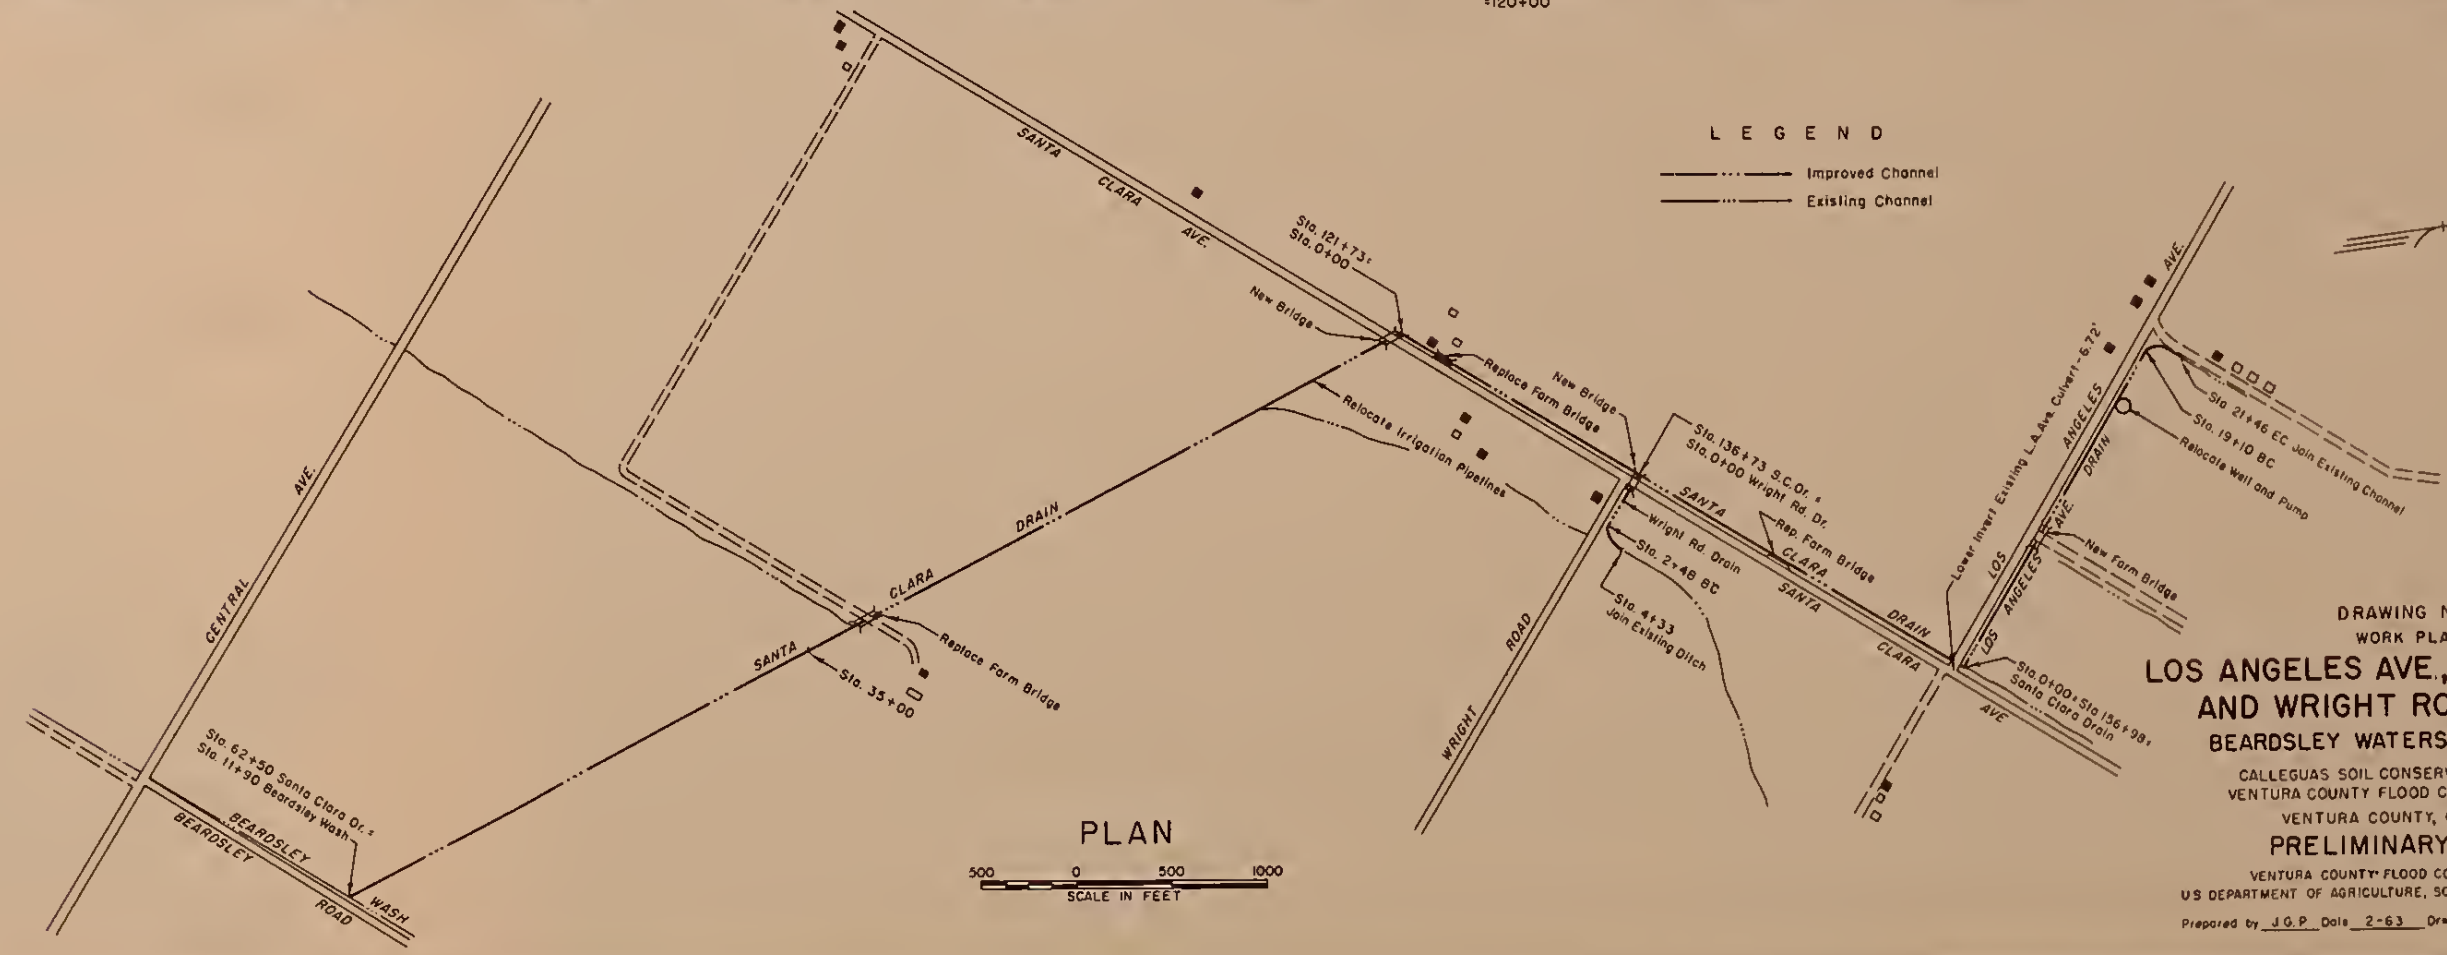 =120+00
L E G E N D
Improved Channel
Existing Channel
SANTA CLARA AVE.
Sta. 121+73=
Sta. 0+00
New Bridge
Replace Farm Bridge
New Bridge
Relocate Irrigation Pipelines
Sta. 136+73 S.C.Dr. =
Sta. 0+00 Wright Rd. Dr.
SANTA CLARA DRAIN
Rep. Farm Bridge
Wright Rd. Drain
Sta. 2+48 BC
Sta. 4+33
Join Existing Ditch
SANTA CLARA AVE
WRIGHT ROAD
Lower Invert Existing L.A. Ave. Culvert - 6.72'
LOS ANGELES AVE.
LOS ANGELES AVE. DRAIN
Sta. 21+46 EC Join Existing Channel
Sta. 19+10 BC
Relocate Well and Pump
New Farm Bridge
Sta. 0+00 = Sta 156+98=
Santa Clara Drain
CENTRAL AVE.
SANTA CLARA DRAIN
Replace Farm Bridge
Sta. 35+00
Sta. 62+50 Santa Clara Dr. =
Sta. 11+90 Beardsley Wash
BEARDSLEY WASH
BEARDSLEY ROAD
PLAN
500 0 500 1000
SCALE IN FEET
DRAWING N
WORK PLA
LOS ANGELES AVE.,
AND WRIGHT RO
BEARDSLEY WATERS
CALLEGUAS SOIL CONSER
VENTURA COUNTY FLOOD C
VENTURA COUNTY,
PRELIMINARY
VENTURA COUNTY FLOOD CO
US DEPARTMENT OF AGRICULTURE, SO
Prepared by J.G.P. Date 2-63 Dr